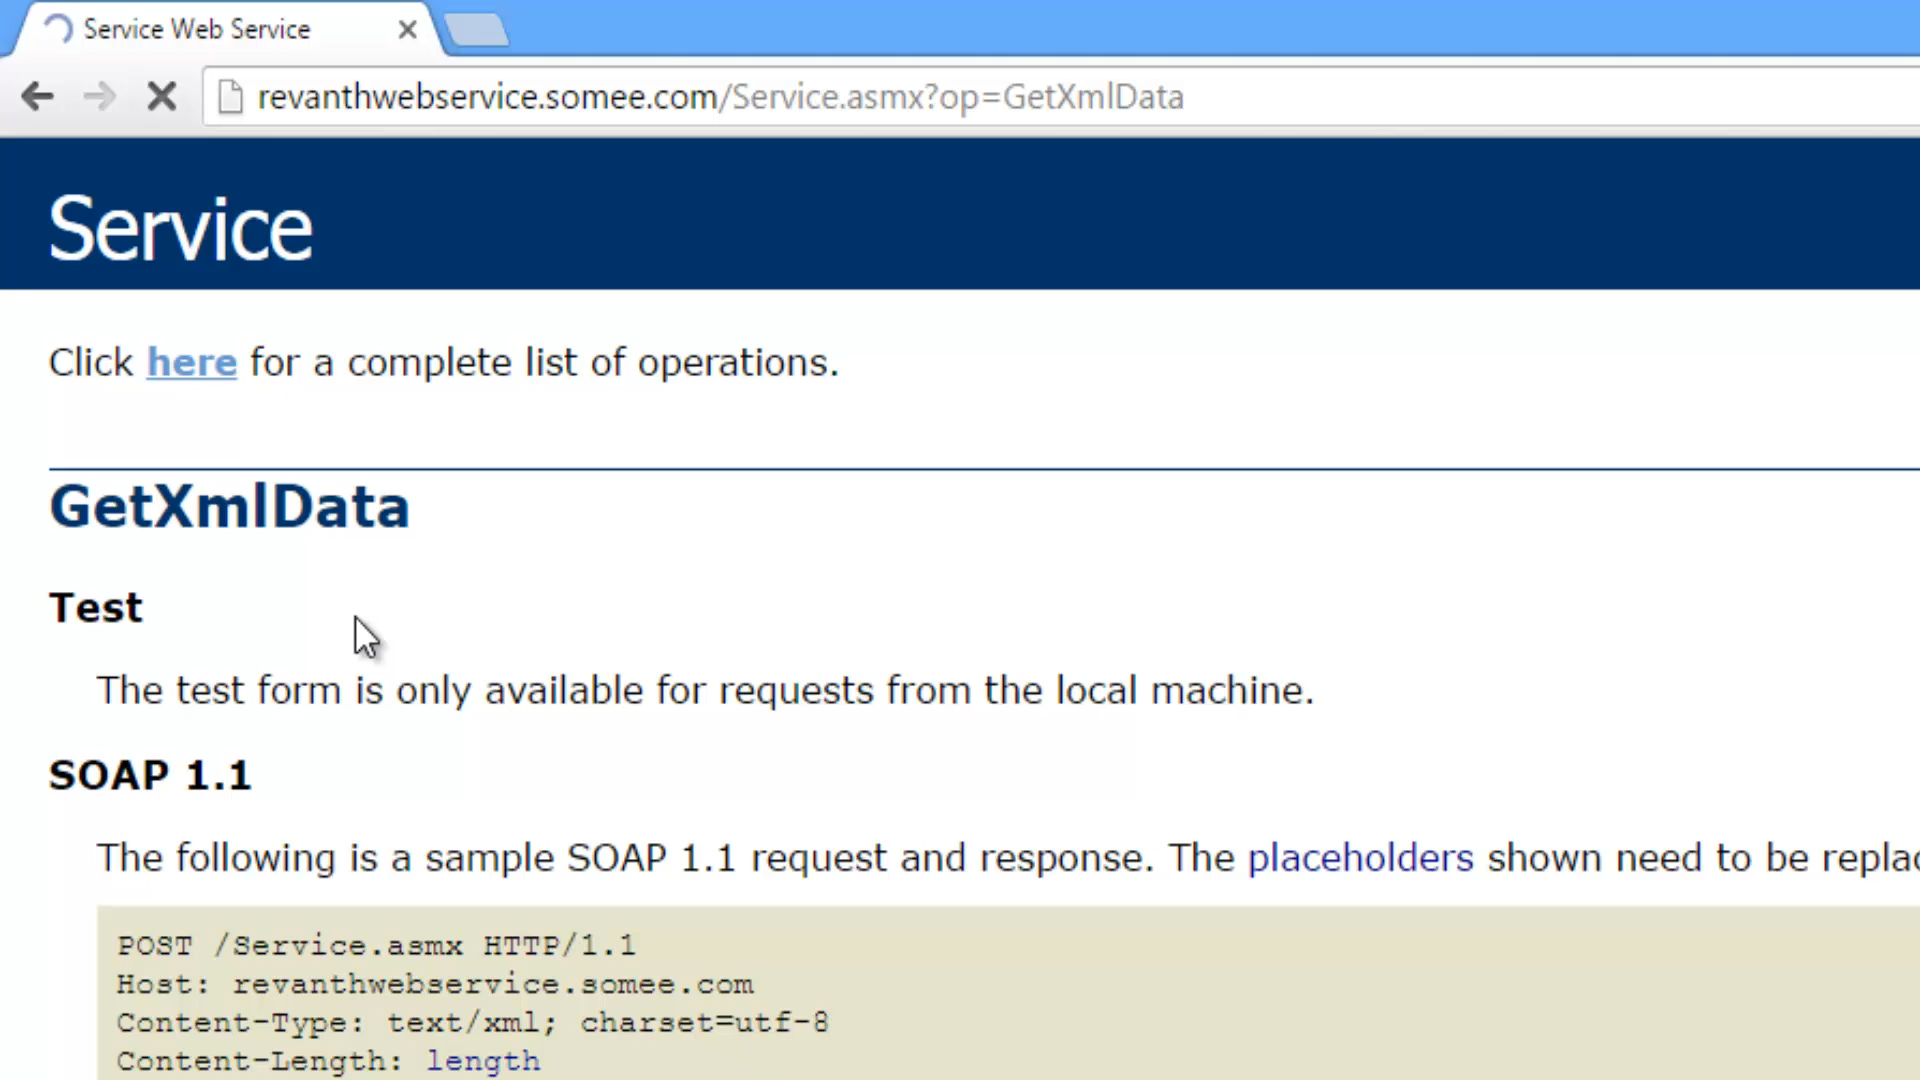 Service Web Service
revanthwebservice.somee.com/Service.asmx?op=GetXmlData
Service
Click here for a complete list of operations.
GetXmlData
Test
The test form is only available for requests from the local machine.
SOAP 1.1
The following is a sample SOAP 1.1 request and response. The placeholders shown need to be replac
POST /Service.asmx HTTP/1.1
Host: revanthwebservice.somee.com
Content-Type: text/xml; charset=utf-8
Content-Length: length